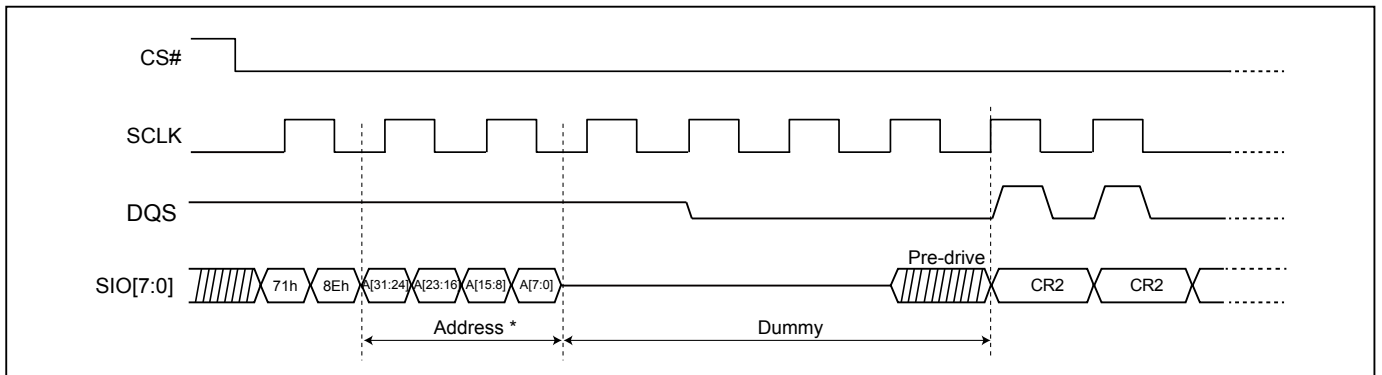 CS#
SCLK
DQS
Pre-drive
SIO[7:0] 71h 8Eh A[31:24] A[23:16] A[15:8] A[7:0] CR2 CR2
Address * Dummy